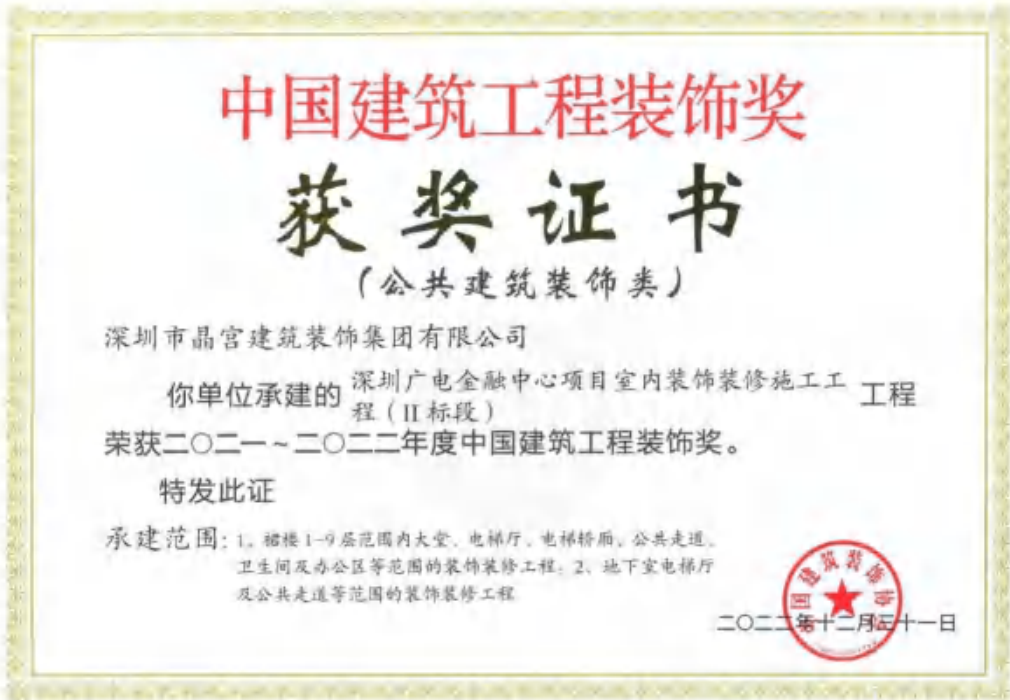 中国建筑工程装饰奖
获奖证书
(公共建筑装饰类)
深圳市晶宫建筑装饰集团有限公司
你单位承建的 深圳广电金融中心项目室内装饰装修施工工程(II标段) 工程
荣获二〇二一~二〇二二年度中国建筑工程装饰奖。
特发此证
承建范围:1、裙楼1-9层范围内大堂、电梯厅、电梯轿厢、公共走道、
卫生间及办公区等范围的装饰装修工程;2、地下室电梯厅
及公共走道等范围的装饰装修工程
中国建筑装饰协会
二〇二二年十二月三十一日